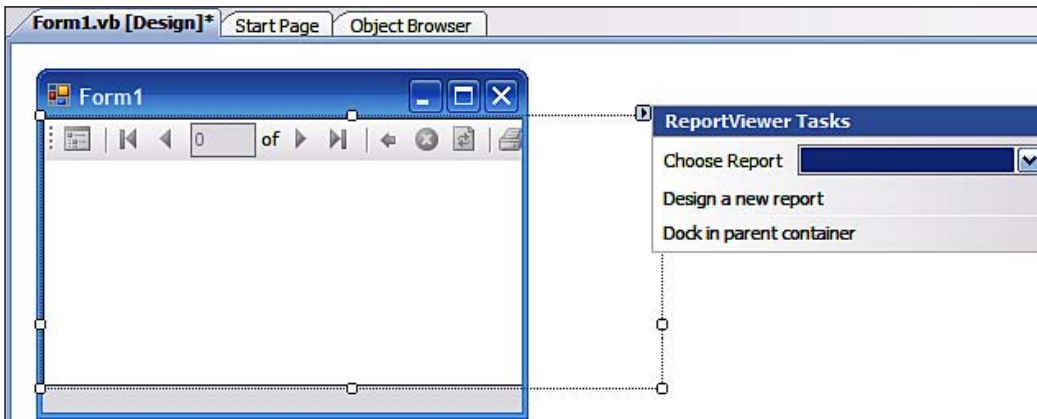 Form1.vb [Design]* Start Page Object Browser
Form1
0 of
ReportViewer Tasks
Choose Report
Design a new report
Dock in parent container